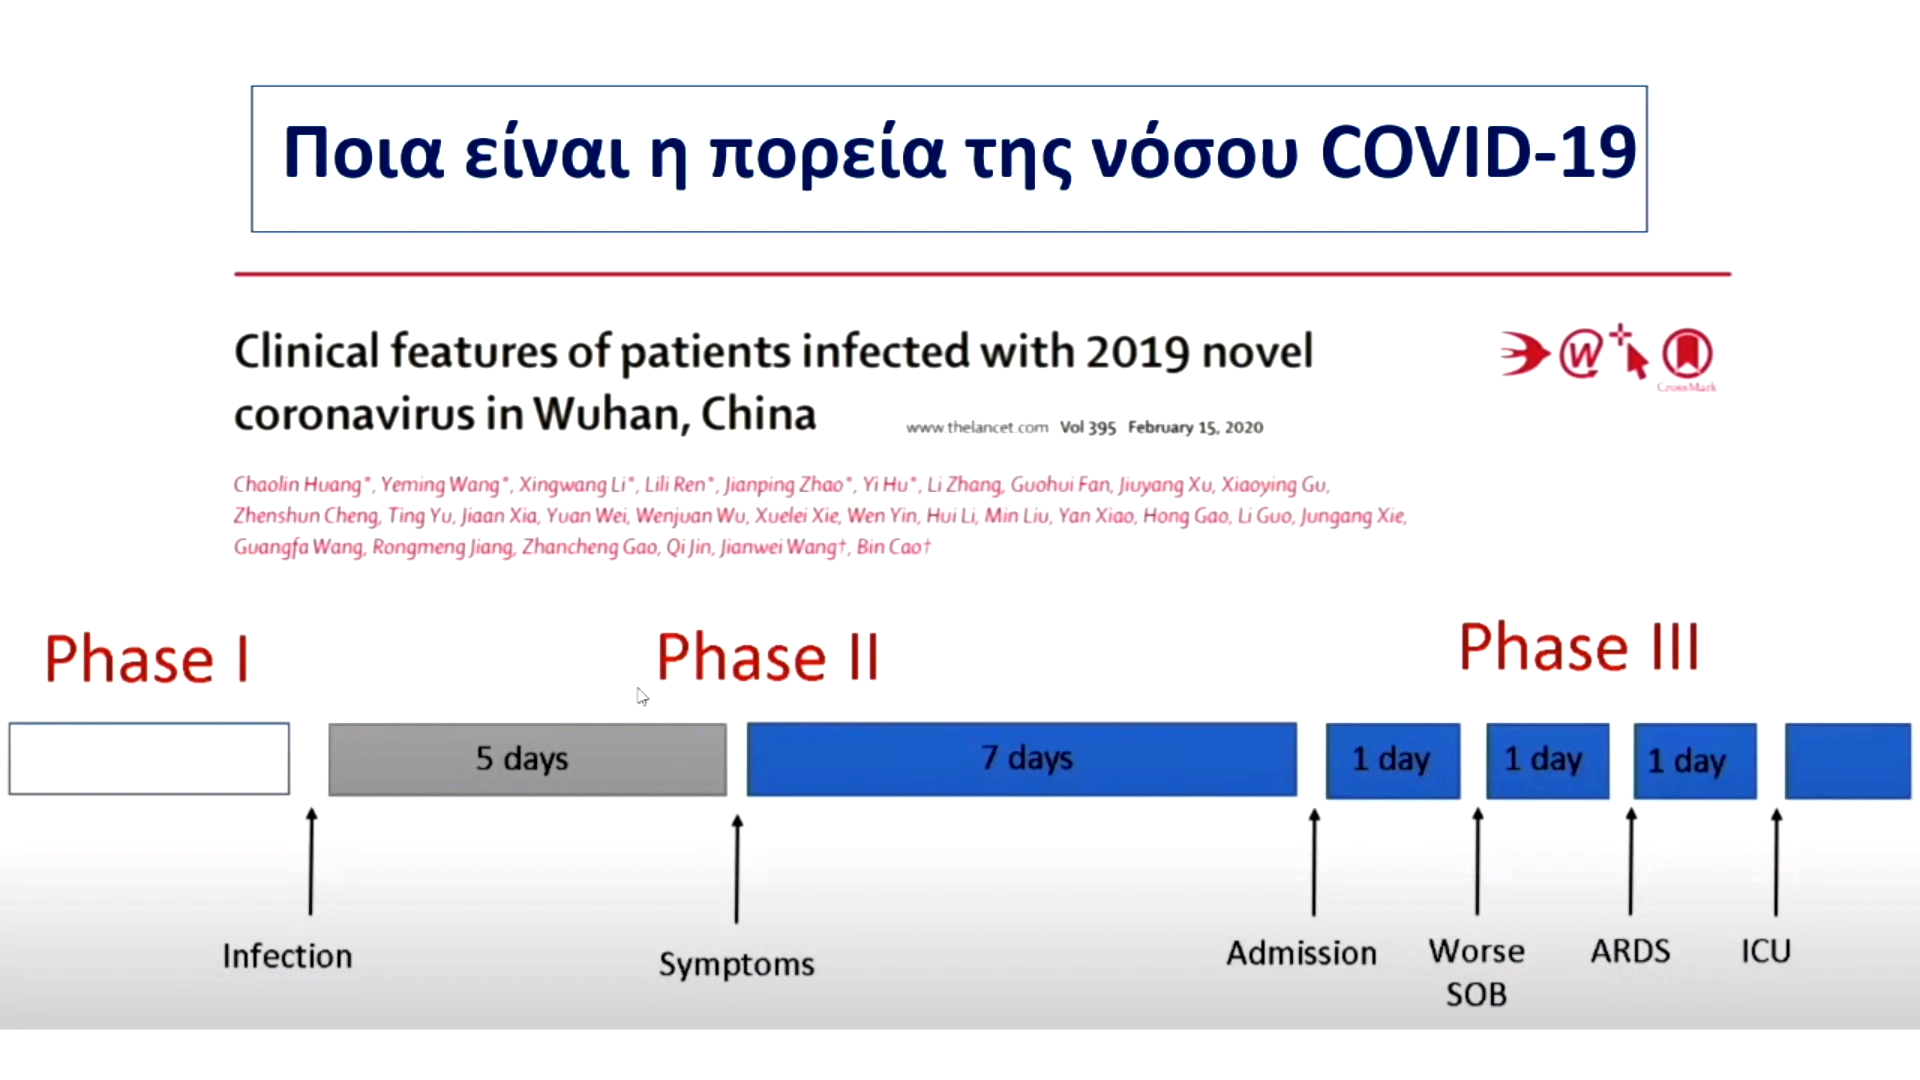 Ποια είναι η πορεία της νόσου COVID-19
Clinical features of patients infected with 2019 novel
coronavirus in Wuhan, China
www.thelancet.com Vol 395 February 15, 2020
CrossMark
Chaolin Huang*, Yeming Wang*, Xingwang Li*, Lili Ren*, Jianping Zhao*, Yi Hu*, Li Zhang, Guohui Fan, Jiuyang Xu, Xiaoying Gu,
Zhenshun Cheng, Ting Yu, Jiaan Xia, Yuan Wei, Wenjuan Wu, Xuelei Xie, Wen Yin, Hui Li, Min Liu, Yan Xiao, Hong Gao, Li Guo, Jungang Xie,
Guangfa Wang, Rongmeng Jiang, Zhancheng Gao, Qi Jin, Jianwei Wang†, Bin Cao†
Phase I
Phase II
Phase III
5 days
7 days
1 day
1 day
1 day
Infection
Symptoms
Admission
Worse
SOB
ARDS
ICU